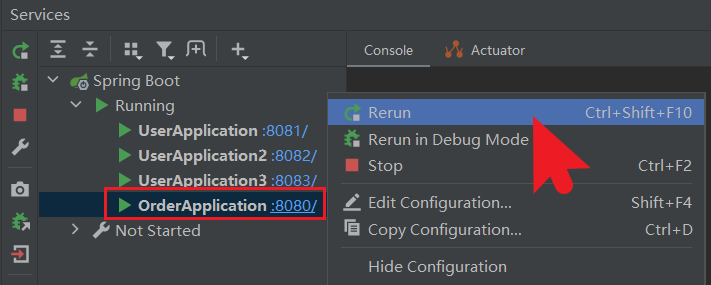 Services
Console
Actuator
Spring Boot
Running
UserApplication :8081/
UserApplication2 :8082/
UserApplication3 :8083/
OrderApplication :8080/
Not Started
Rerun Ctrl+Shift+F10
Rerun in Debug Mode
Stop Ctrl+F2
Edit Configuration... Shift+F4
Copy Configuration... Ctrl+D
Hide Configuration